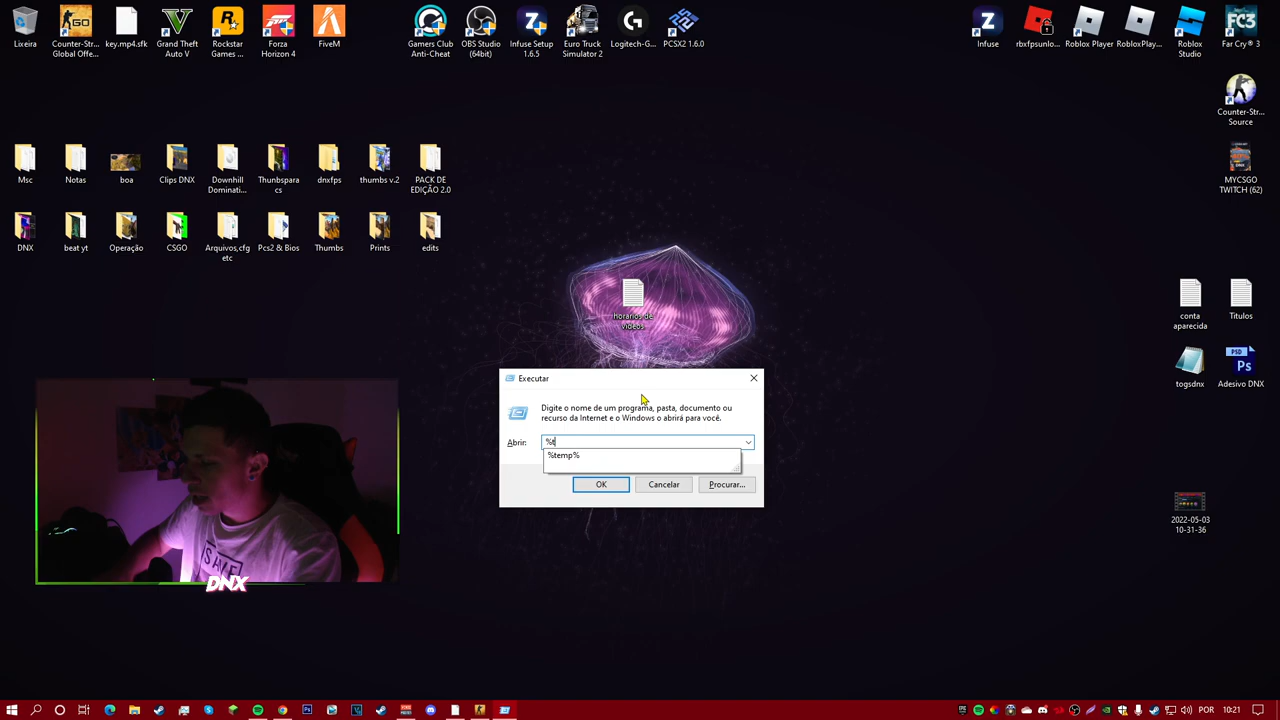 Lixeira
Counter-Str...
Global Offe...
key.mp4.sfk
Grand Theft
Auto V
Rockstar
Games ...
Forza
Horizon 4
FiveM
Gamers Club
Anti-Cheat
OBS Studio
(64bit)
Infuse Setup
1.6.5
Euro Truck
Simulator 2
Logitech-G...
PCSX2 1.6.0
Infuse
rbxfpsunlo...
Roblox Player
RobloxPlay...
Roblox
Studio
Far Cry® 3
Counter-Str...
Source
MYCSGO
TWITCH (62)
Msc
Notas
boa
Clips DNX
Downhill
Dominati...
Thunbspara
cs
dnxfps
thumbs v.2
PACK DE
EDIÇÃO 2.0
DNX
beat yt
Operação
CSGO
Arquivos,cfg
etc
Pcs2 & Bios
Thumbs
Prints
edits
horarios de
videos
conta
aparecida
Titulos
togsdnx
PSD
Ps
Adesivo DNX
2022-05-03
10-31-36
Executar
Digite o nome de um programa, pasta, documento ou
recurso da Internet e o Windows o abrirá para você.
Abrir:
%t
%temp%
OK
Cancelar
Procurar...
SAVE
DNX
POR
10:21